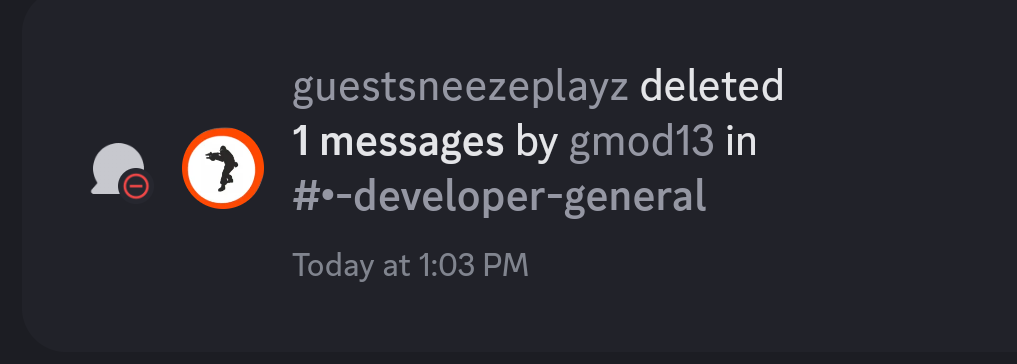 guestsneezeplayz deleted
1 messages by gmod13 in
#•-developer-general
Today at 1:03 PM